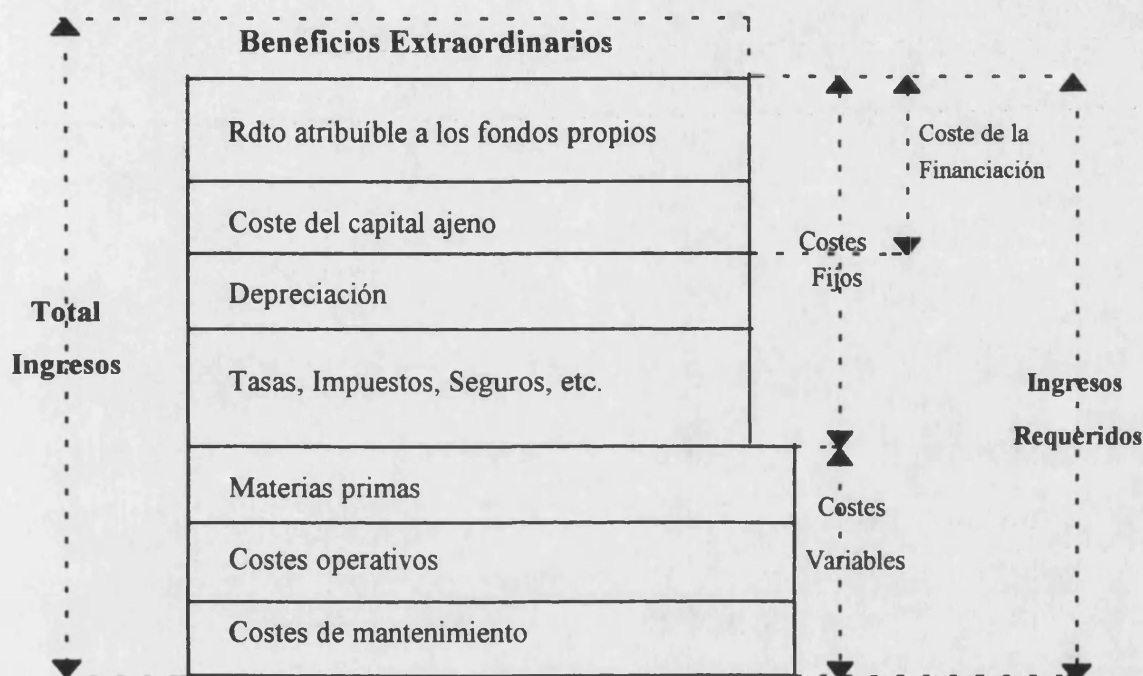 Beneficios Extraordinarios
Rdto atribuíble a los fondos propios
Coste de la
Financiación
Coste del capital ajeno
Costes
Fijos
Depreciación
Total
Ingresos
Tasas, Impuestos, Seguros, etc.
Ingresos
Requeridos
Materias primas
Costes
Variables
Costes operativos
Costes de mantenimiento